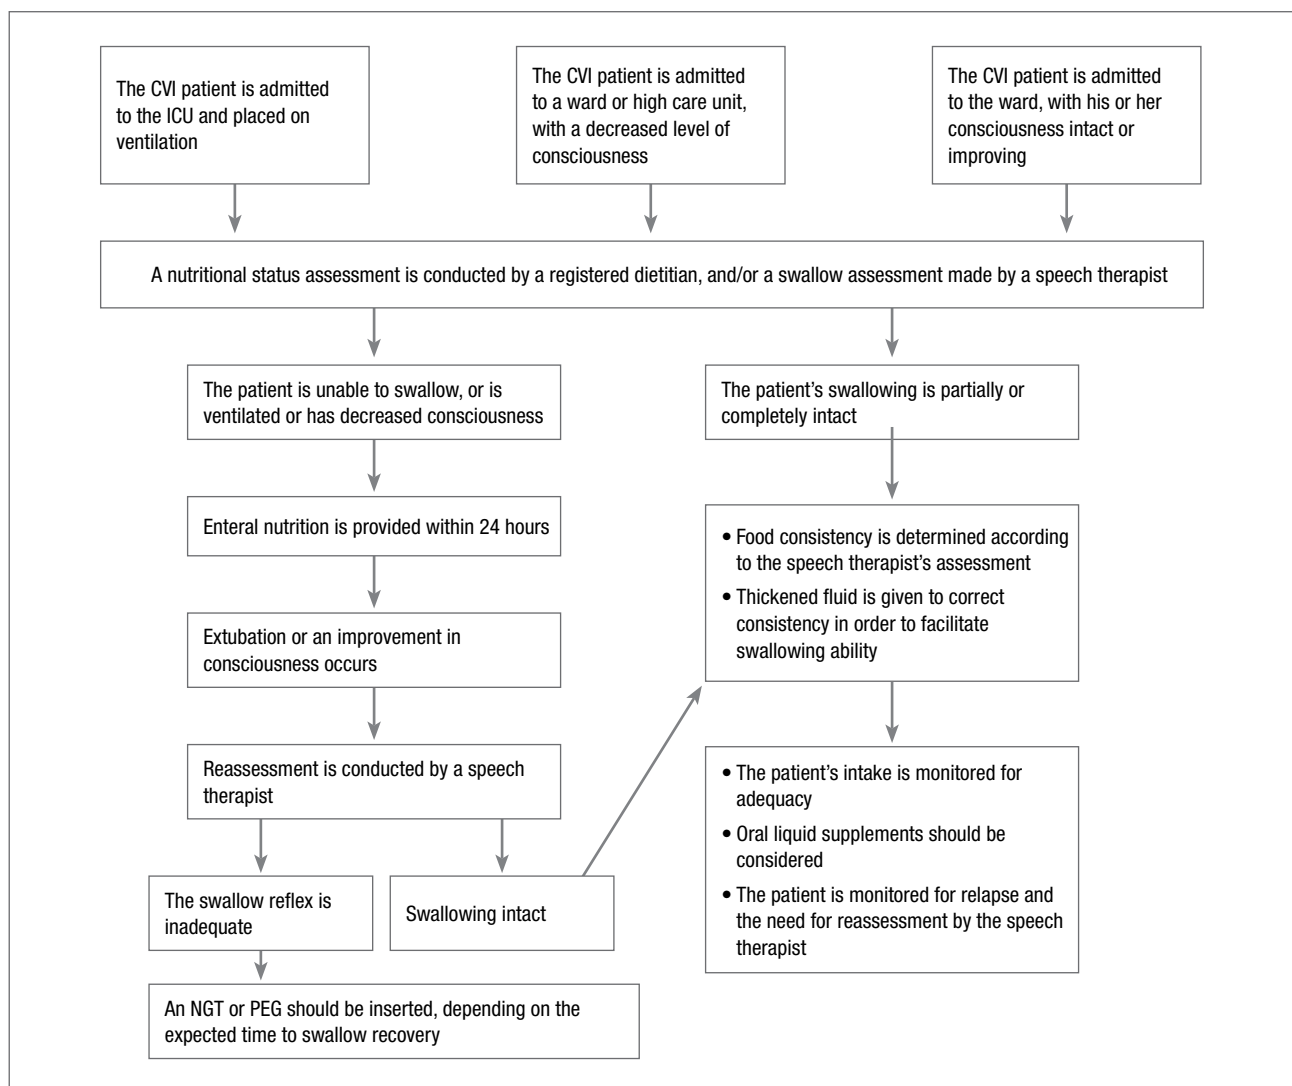 The CVI patient is admitted
to the ICU and placed on
ventilation
The CVI patient is admitted
to a ward or high care unit,
with a decreased level of
consciousness
The CVI patient is admitted
to the ward, with his or her
consciousness intact or
improving
A nutritional status assessment is conducted by a registered dietitian, and/or a swallow assessment made by a speech therapist
The patient is unable to swallow, or is
ventilated or has decreased consciousness
Enteral nutrition is provided within 24 hours
Extubation or an improvement in
consciousness occurs
Reassessment is conducted by a speech
therapist
The swallow reflex is
inadequate
Swallowing intact
An NGT or PEG should be inserted, depending on the
expected time to swallow recovery
The patient’s swallowing is partially or
completely intact
• Food consistency is determined according
to the speech therapist’s assessment
• Thickened fluid is given to correct
consistency in order to facilitate
swallowing ability
• The patient’s intake is monitored for
adequacy
• Oral liquid supplements should be
considered
• The patient is monitored for relapse and
the need for reassessment by the speech
therapist